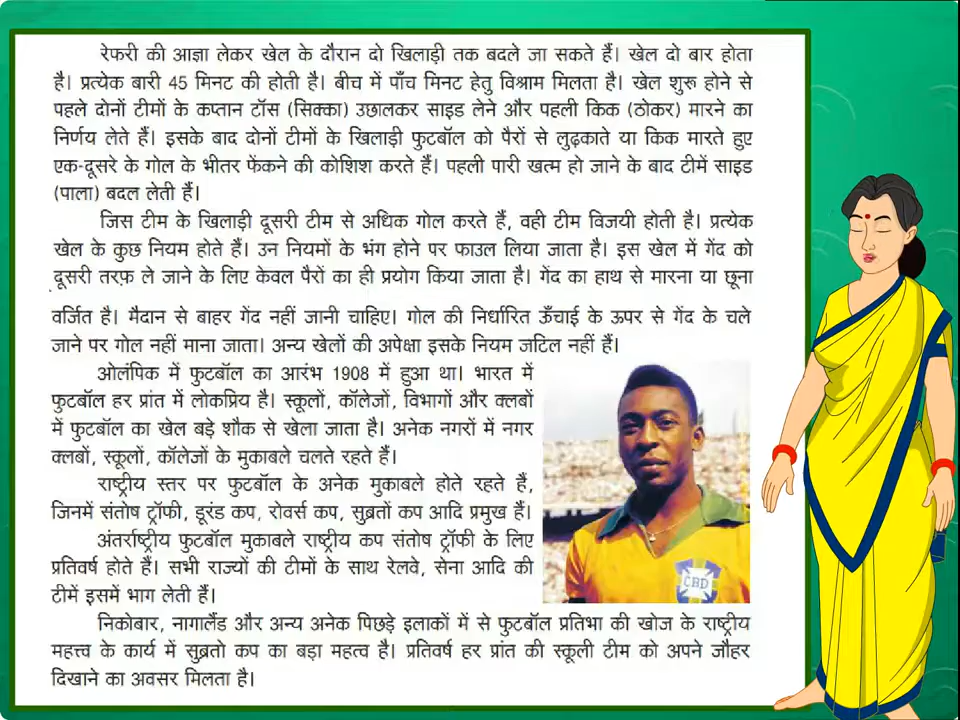 रेफरी की आज्ञा लेकर खेल के दौरान दो खिलाड़ी तक बदले जा सकते हैं। खेल दो बार होता
है। प्रत्येक बारी 45 मिनट की होती है। बीच में पाँच मिनट हेतु विश्राम मिलता है। खेल शुरू होने से
पहले दोनों टीमों के कप्तान टॉस (सिक्का) उछालकर साइड लेने और पहली किक (ठोकर) मारने का
निर्णय लेते हैं। इसके बाद दोनों टीमों के खिलाड़ी फुटबॉल को पैरों से लुढ़काते या किक मारते हुए
एक-दूसरे के गोल के भीतर फेंकने की कोशिश करते हैं। पहली पारी खत्म हो जाने के बाद टीमें साइड
(पाला) बदल लेती हैं।
जिस टीम के खिलाड़ी दूसरी टीम से अधिक गोल करते हैं, वही टीम विजयी होती है। प्रत्येक
खेल के कुछ नियम होते हैं। उन नियमों के भंग होने पर फाउल लिया जाता है। इस खेल में गेंद को
दूसरी तरफ़ ले जाने के लिए केवल पैरों का ही प्रयोग किया जाता है। गेंद का हाथ से मारना या छूना
वर्जित है। मैदान से बाहर गेंद नहीं जानी चाहिए। गोल की निर्धारित ऊँचाई के ऊपर से गेंद के चले
जाने पर गोल नहीं माना जाता। अन्य खेलों की अपेक्षा इसके नियम जटिल नहीं हैं।
ओलंपिक में फुटबॉल का आरंभ 1908 में हुआ था। भारत में
फुटबॉल हर प्रांत में लोकप्रिय है। स्कूलों, कॉलेजों, विभागों और क्लबों
में फुटबॉल का खेल बड़े शौक से खेला जाता है। अनेक नगरों में नगर
क्लबों, स्कूलों, कॉलेजों के मुकाबले चलते रहते हैं।
राष्ट्रीय स्तर पर फुटबॉल के अनेक मुकाबले होते रहते हैं,
जिनमें संतोष ट्रॉफी, डूरंड कप, रोवर्स कप, सुब्रतों कप आदि प्रमुख हैं।
अंतर्राष्ट्रीय फुटबॉल मुकाबले राष्ट्रीय कप संतोष ट्रॉफी के लिए
प्रतिवर्ष होते हैं। सभी राज्यों की टीमों के साथ रेलवे, सेना आदि की
टीमें इसमें भाग लेती हैं।
CBD
निकोबार, नागालैंड और अन्य अनेक पिछड़े इलाकों में से फुटबॉल प्रतिभा की खोज के राष्ट्रीय
महत्त्व के कार्य में सुब्रतो कप का बड़ा महत्व है। प्रतिवर्ष हर प्रांत की स्कूली टीम को अपने जौहर
दिखाने का अवसर मिलता है।